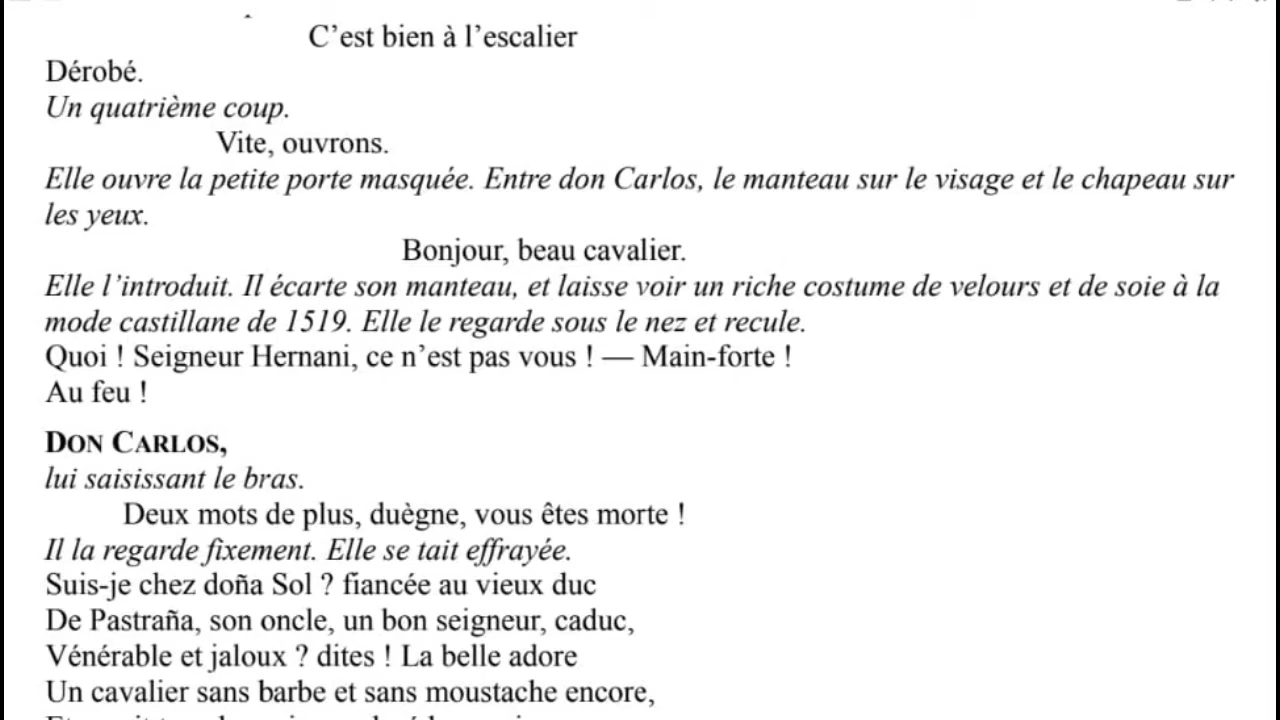 C’est bien à l’escalier
Dérobé.
Un quatrième coup.
Vite, ouvrons.
Elle ouvre la petite porte masquée. Entre don Carlos, le manteau sur le visage et le chapeau sur
les yeux.
Bonjour, beau cavalier.
Elle l’introduit. Il écarte son manteau, et laisse voir un riche costume de velours et de soie à la
mode castillane de 1519. Elle le regarde sous le nez et recule.
Quoi ! Seigneur Hernani, ce n’est pas vous ! — Main-forte !
Au feu !
DON CARLOS,
lui saisissant le bras.
Deux mots de plus, duègne, vous êtes morte !
Il la regarde fixement. Elle se tait effrayée.
Suis-je chez doña Sol ? fiancée au vieux duc
De Pastraña, son oncle, un bon seigneur, caduc,
Vénérable et jaloux ? dites ! La belle adore
Un cavalier sans barbe et sans moustache encore,